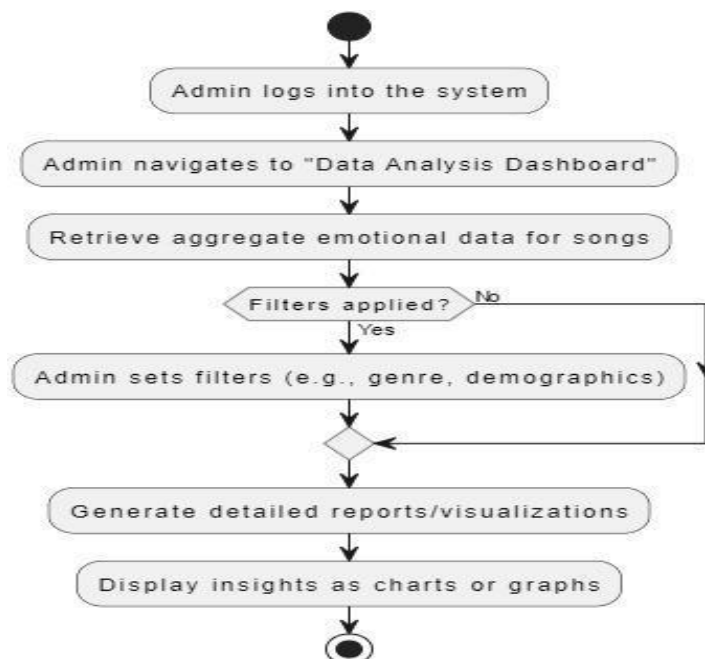 Admin logs into the system
Admin navigates to "Data Analysis Dashboard"
Retrieve aggregate emotional data for songs
Filters applied?
No
Yes
Admin sets filters (e.g., genre, demographics)
Generate detailed reports/visualizations
Display insights as charts or graphs